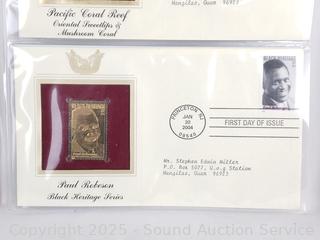 Pacific Coral Reef
Oriental Sweetlips &
Mushroom Coral
Mangilao, Guam 96923
BLACK HERITAGE
PRINCETON, NJ
JAN
20
2004
08540
FIRST DAY OF ISSUE
BLACK HERITAGE
Mr. Stephen Edwin Miller
P.O. Box 5077, U.o.g Station
Mangilao, Guam 96923
Paul Robeson
Black Heritage Series
Copyright 2025 - Sound Auction Service